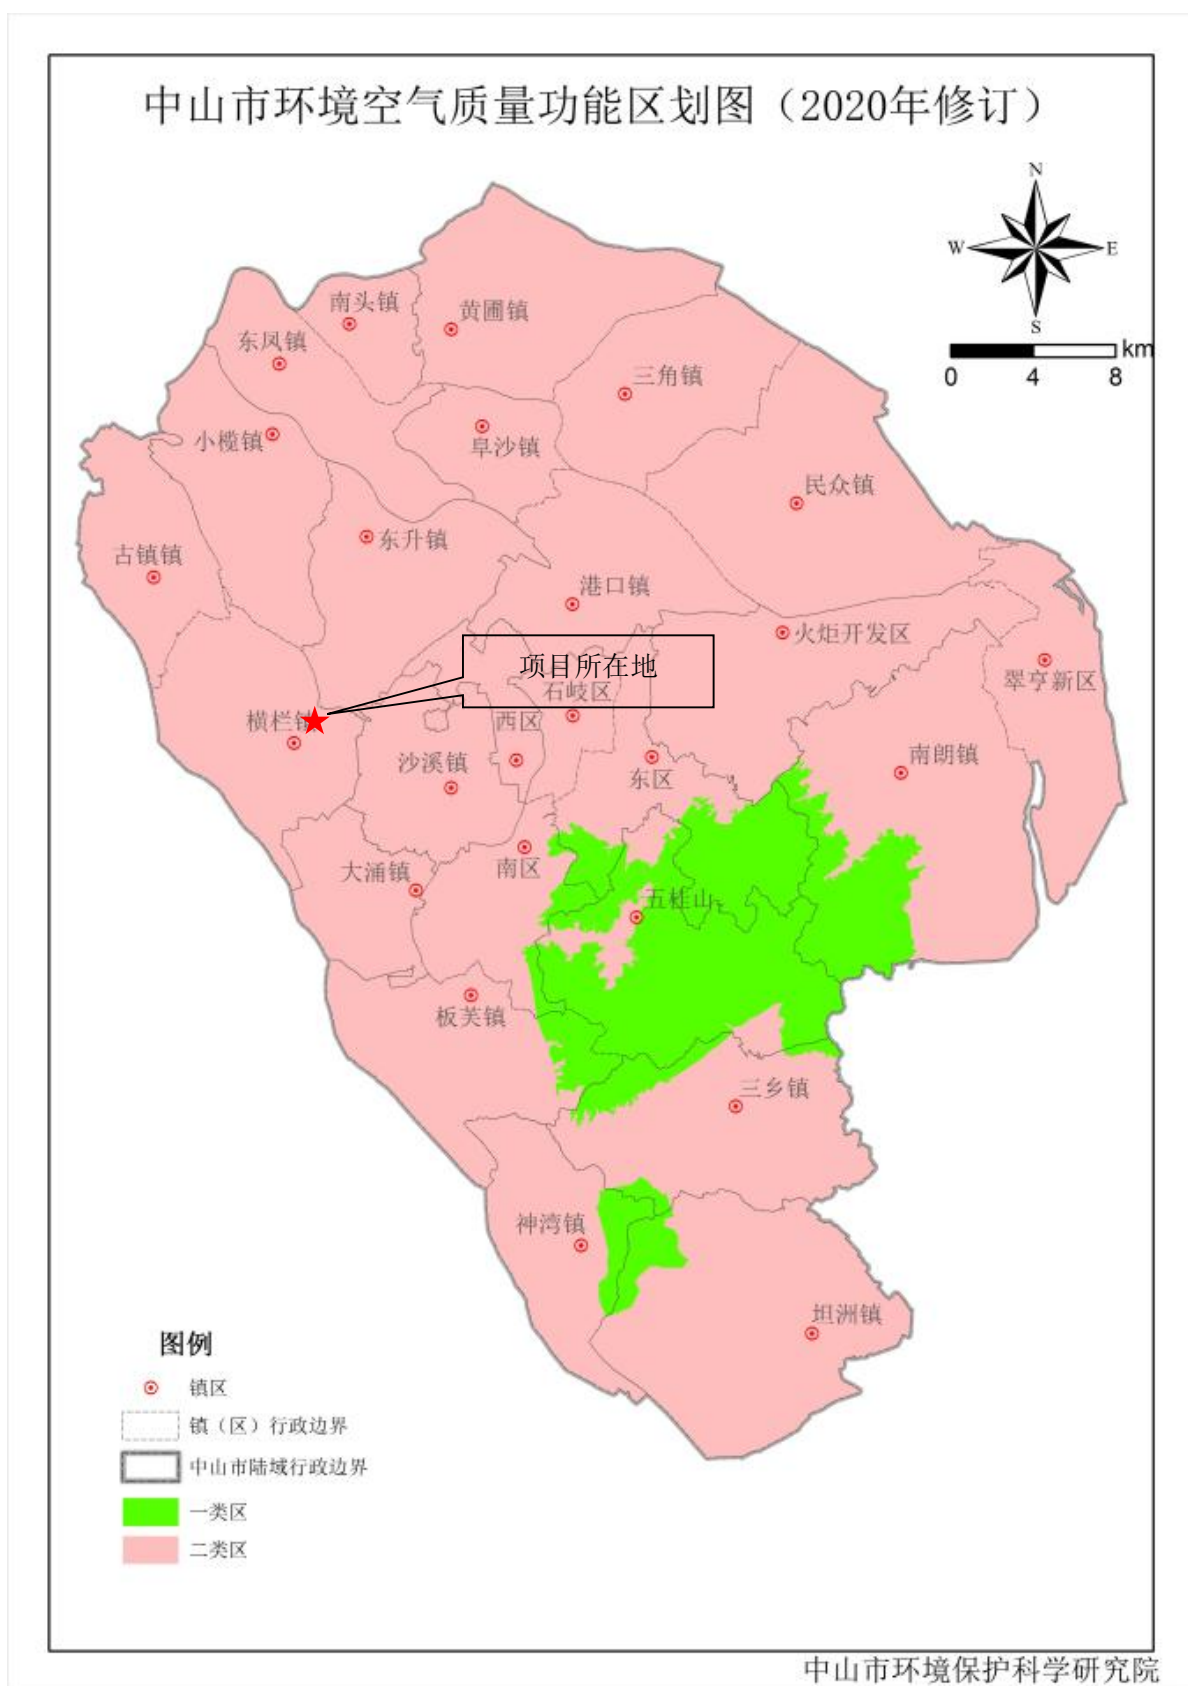 中山市环境空气质量功能区划图（2020年修订）
N
W
E
S
km
0 4 8
南头镇
黄圃镇
东凤镇
三角镇
小榄镇
阜沙镇
民众镇
东升镇
古镇镇
港口镇
火炬开发区
项目所在地
翠亨新区
石岐区
横栏镇
西区
沙溪镇
东区
南朗镇
南区
大涌镇
五桂山
板芙镇
三乡镇
神湾镇
坦洲镇
图例
镇区
镇（区）行政边界
中山市陆域行政边界
一类区
二类区
中山市环境保护科学研究院